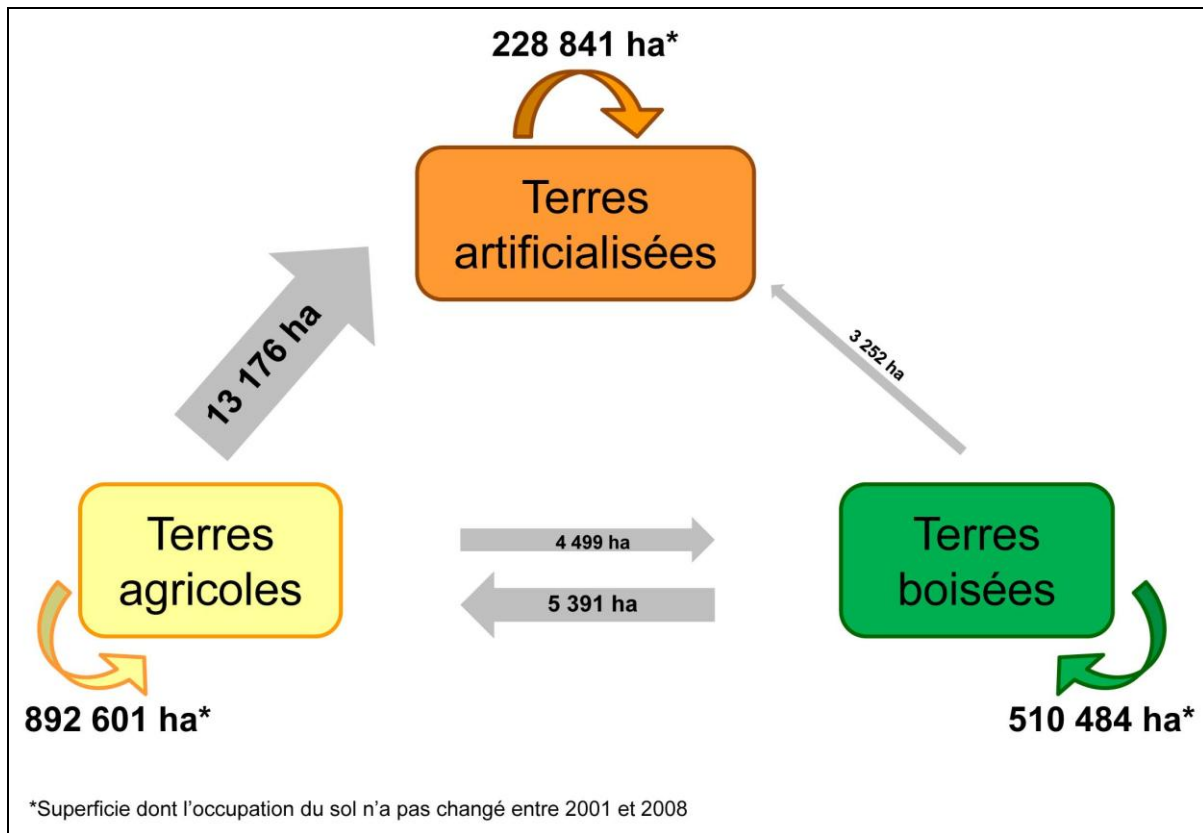 228 841 ha*
Terres
artificialisées
13 176 ha
3 252 ha
Terres
agricoles
4 499 ha
5 391 ha
Terres
boisées
892 601 ha*
510 484 ha*
*Superficie dont l’occupation du sol n’a pas changé entre 2001 et 2008